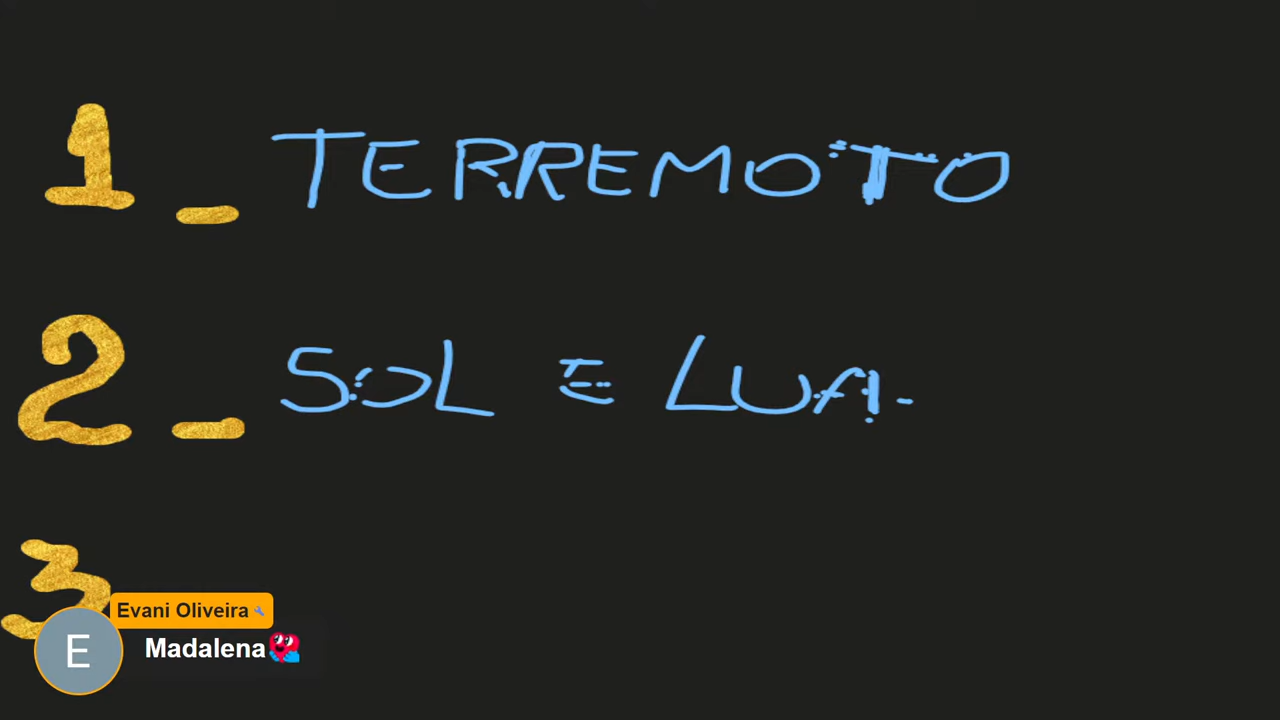 1_ TERREMOTO
2_ SOL E LUA.
3
Evani Oliveira
E
Madalena